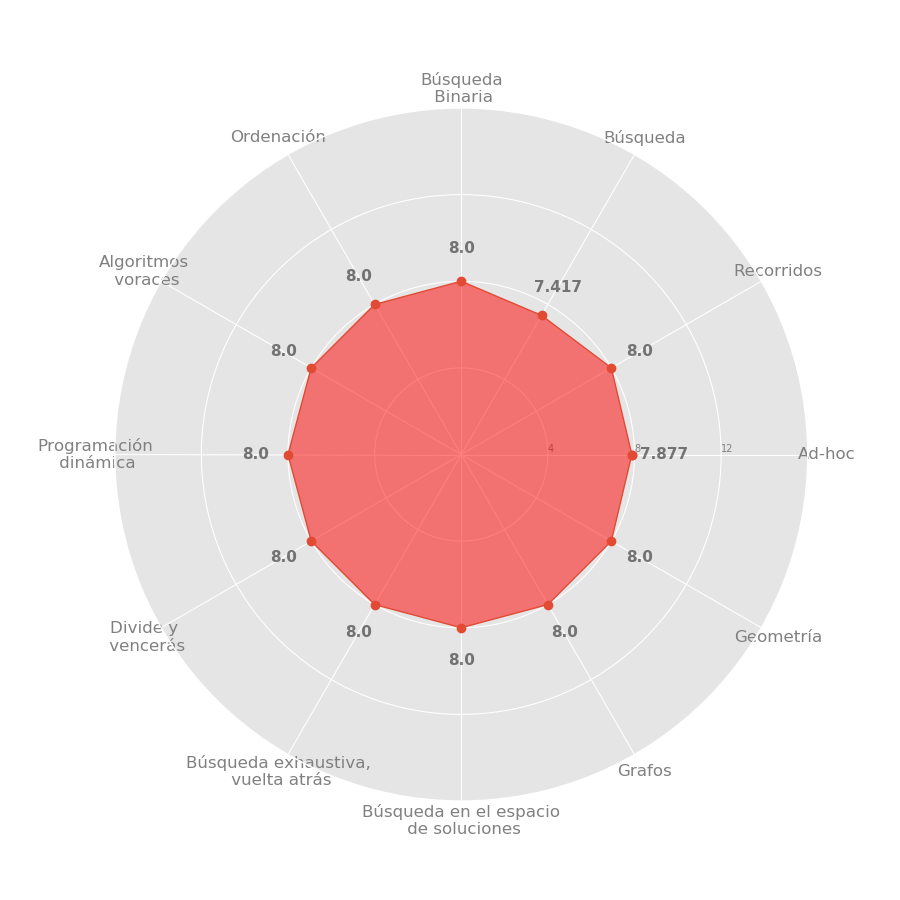 Búsqueda
Binaria
Ordenación
Búsqueda
8.0
Algoritmos
voraces
8.0
7.417
Recorridos
8.0
8.0
Programación
dinámica
8.0
4
8
7.877
12
Ad-hoc
8.0
8.0
Divide y
vencerás
8.0
8.0
Geometría
8.0
Búsqueda exhaustiva,
vuelta atrás
Grafos
Búsqueda en el espacio
de soluciones